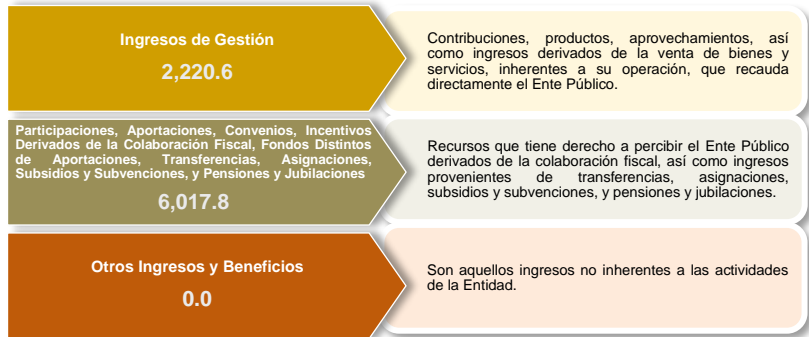 Ingresos de Gestión
2,220.6
Contribuciones, productos, aprovechamientos, así
como ingresos derivados de la venta de bienes y
servicios, inherentes a su operación, que recauda
directamente el Ente Público.
Participaciones, Aportaciones, Convenios, Incentivos
Derivados de la Colaboración Fiscal, Fondos Distintos
de Aportaciones, Transferencias, Asignaciones,
Subsidios y Subvenciones, y Pensiones y Jubilaciones
6,017.8
Recursos que tiene derecho a percibir el Ente Público
derivados de la colaboración fiscal, así como ingresos
provenientes de transferencias, asignaciones,
subsidios y subvenciones, y pensiones y jubilaciones.
Otros Ingresos y Beneficios
0.0
Son aquellos ingresos no inherentes a las actividades
de la Entidad.